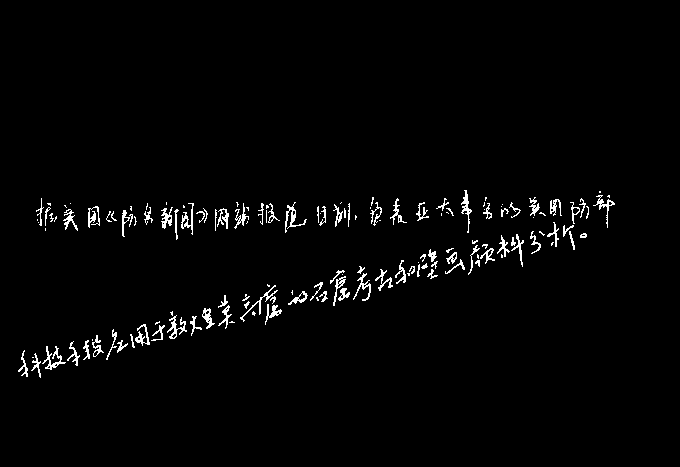 据美国《防务新闻》网站报道,日前,负责亚太事务的美国防部
科技手段应用于敦煌莫高窟的石窟考古和壁画颜料分析。